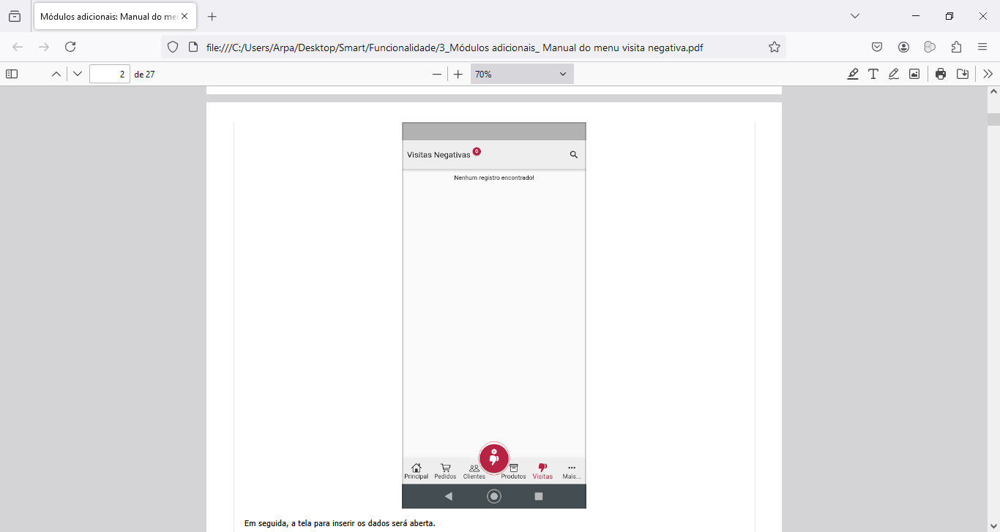 Módulos adicionais: Manual do me
file:///C:/Users/Arpa/Desktop/Smart/Funcionalidade/3_Módulos adicionais_ Manual do menu visita negativa.pdf
2 de 27
70%
Visitas Negativas 0
Nenhum registro encontrado!
Principal Pedidos Clientes Produtos Visitas Mais...
Em seguida, a tela para inserir os dados será aberta.